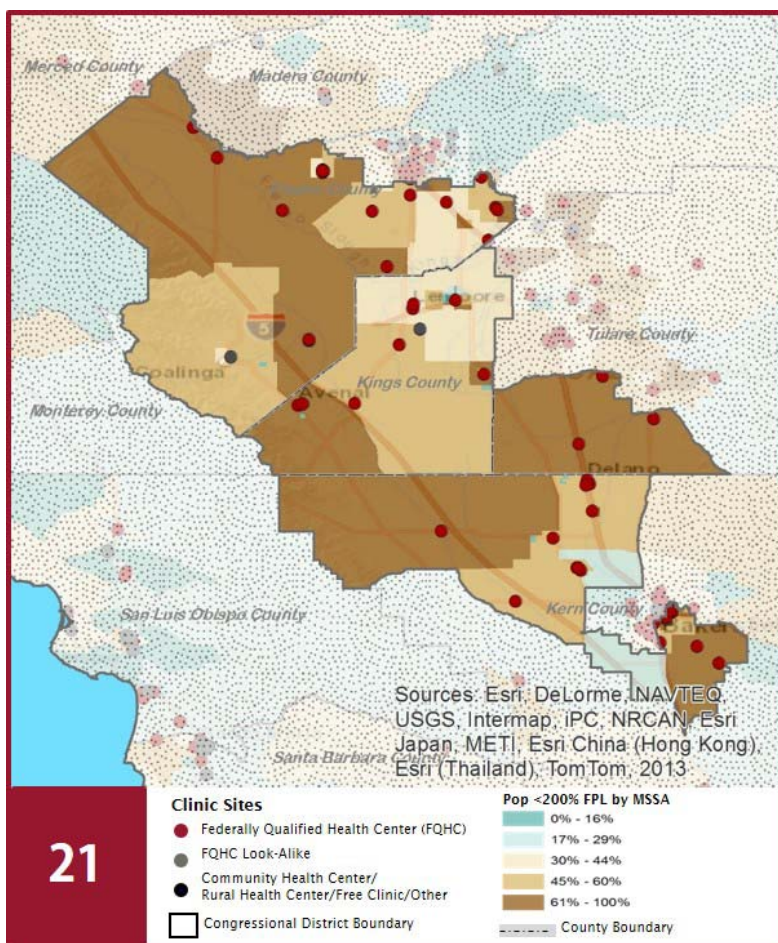 Merced County
Madera County
Fresno County
Lemoore
Tulare County
5
Coalinga
Avenal
Kings County
Monterey County
Delano
San Luis Obispo County
Kern County
Bakers
Sources: Esri, DeLorme, NAVTEQ,
USGS, Intermap, iPC, NRCAN, Esri
Japan, METI, Esri China (Hong Kong),
Esri (Thailand), TomTom, 2013
Santa Barbara County
21
Clinic Sites
Federally Qualified Health Center (FQHC)
FQHC Look-Alike
Community Health Center/
Rural Health Center/Free Clinic/Other
Congressional District Boundary
Pop <200% FPL by MSSA
0% - 16%
17% - 29%
30% - 44%
45% - 60%
61% - 100%
County Boundary